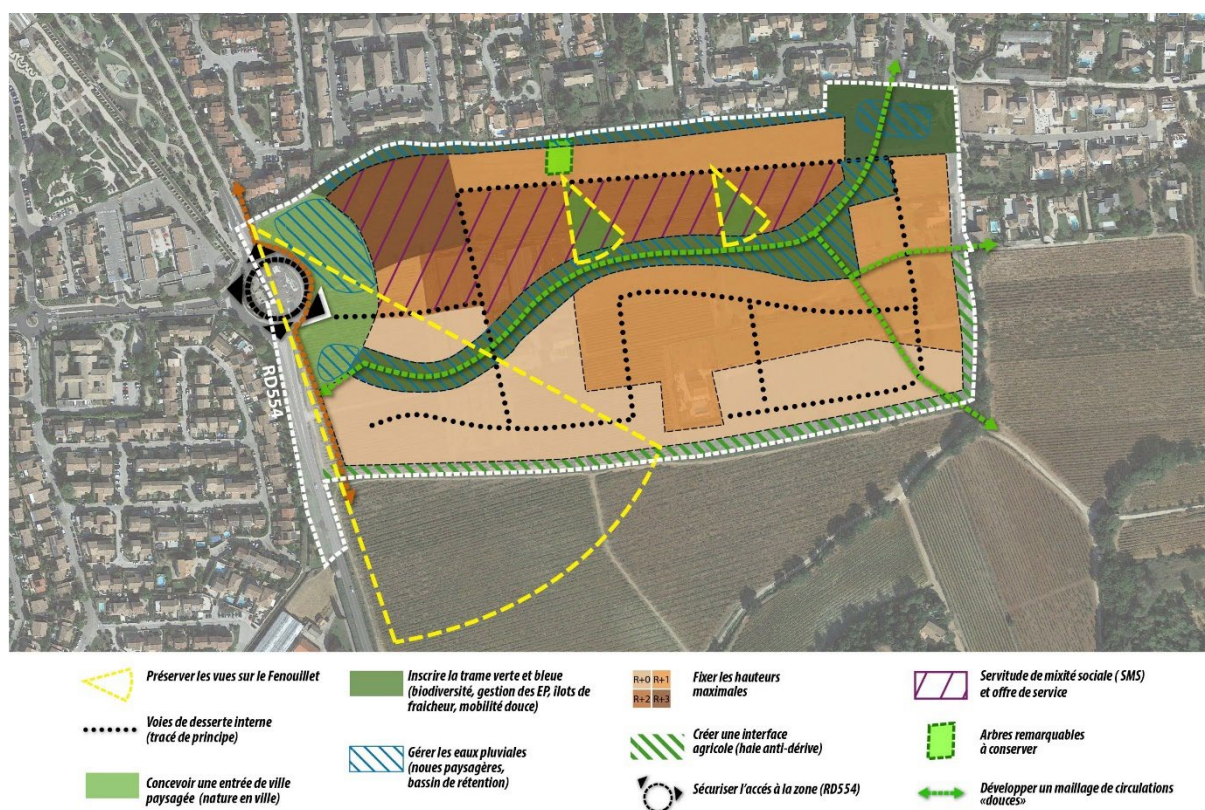 RD554
Préserver les vues sur le Fenouillet
Voies de desserte interne
(tracé de principe)
Concevoir une entrée de ville
paysagée (nature en ville)
Inscrire la trame verte et bleue
(biodiversité, gestion des EP, ilots de
fraicheur, mobilité douce)
Gérer les eaux pluviales
(noues paysagères,
bassin de rétention)
R+0 R+1
R+2 R+3
Fixer les hauteurs
maximales
Créer une interface
agricole (haie anti-dérive)
Sécuriser l'accés à la zone (RD554)
Servitude de mixité sociale ( SMS)
et offre de service
Arbres remarquables
à conserver
Développer un maillage de circulations
«douces»